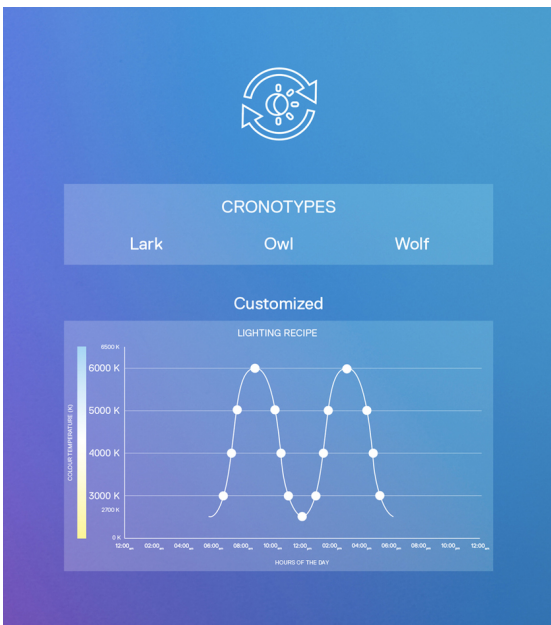 CRONOTYPES
Lark Owl Wolf
Customized
LIGHTING RECIPE
6500 K
6000 K
5000 K
4000 K
3000 K
2700 K
0 K
COLOUR TEMPERATURE (K)
12:00 02:00 04:00 06:00 08:00 10:00 12:00 02:00 04:00 06:00 08:00 10:00 12:00
HOURS OF THE DAY